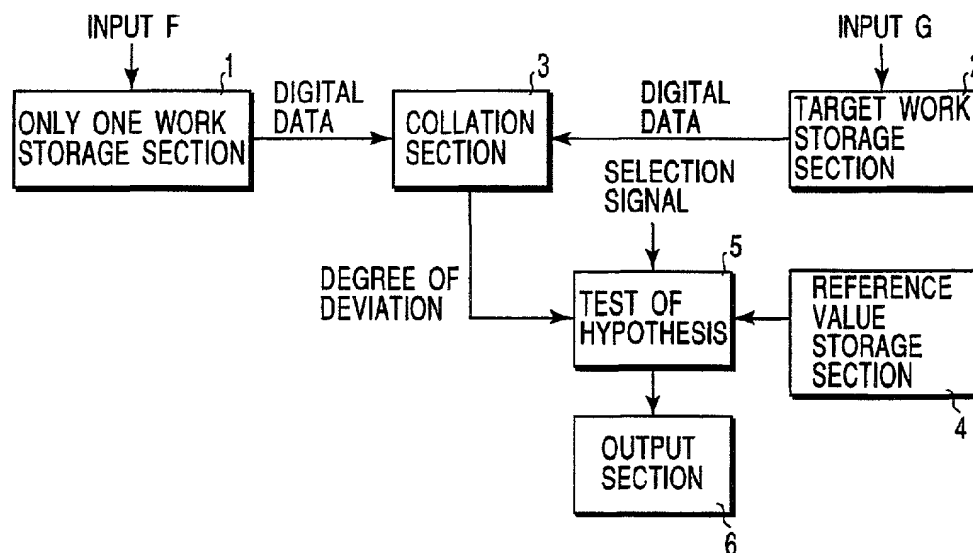 INPUT F
INPUT G
1
3
2
ONLY ONE WORK
STORAGE SECTION
DIGITAL
DATA
COLLATION
SECTION
DIGITAL
DATA
TARGET WORK
STORAGE
SECTION
SELECTION
SIGNAL
DEGREE OF
DEVIATION
5
TEST OF
HYPOTHESIS
REFERENCE
VALUE
STORAGE
SECTION
4
OUTPUT
SECTION
6